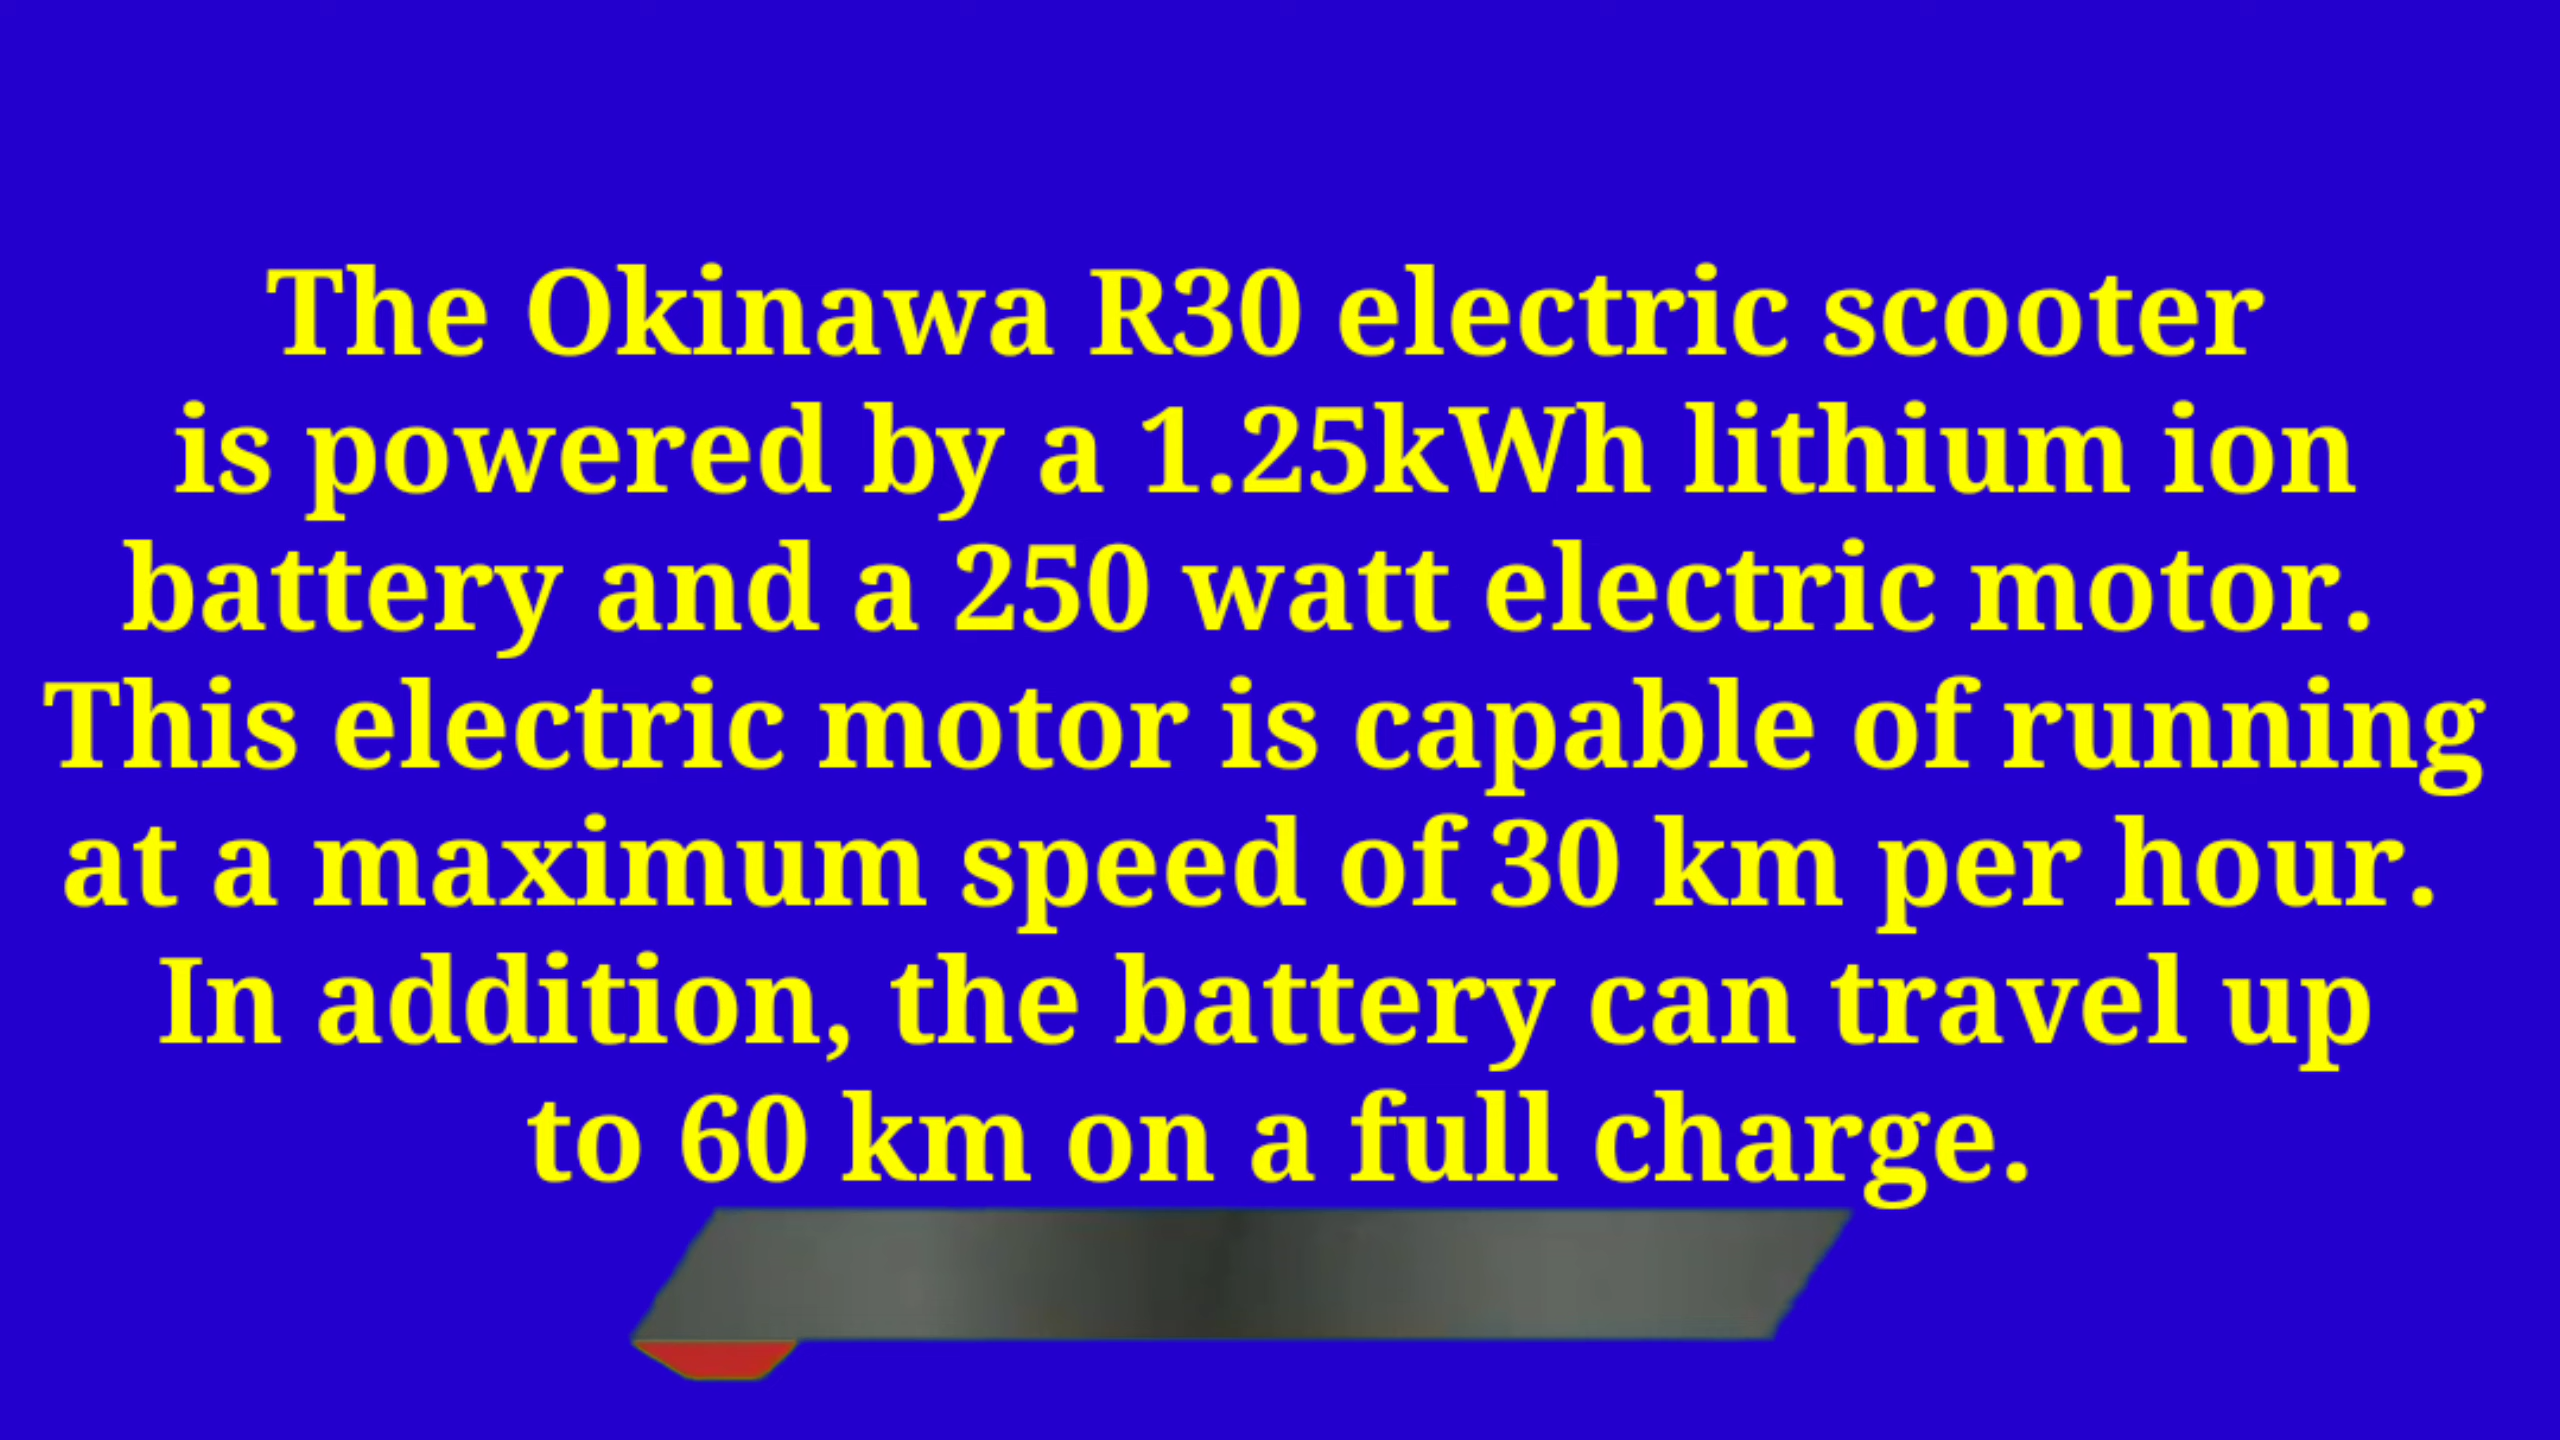 The Okinawa R30 electric scooter
is powered by a 1.25kWh lithium ion
battery and a 250 watt electric motor.
This electric motor is capable of running
at a maximum speed of 30 km per hour.
In addition, the battery can travel up
to 60 km on a full charge.